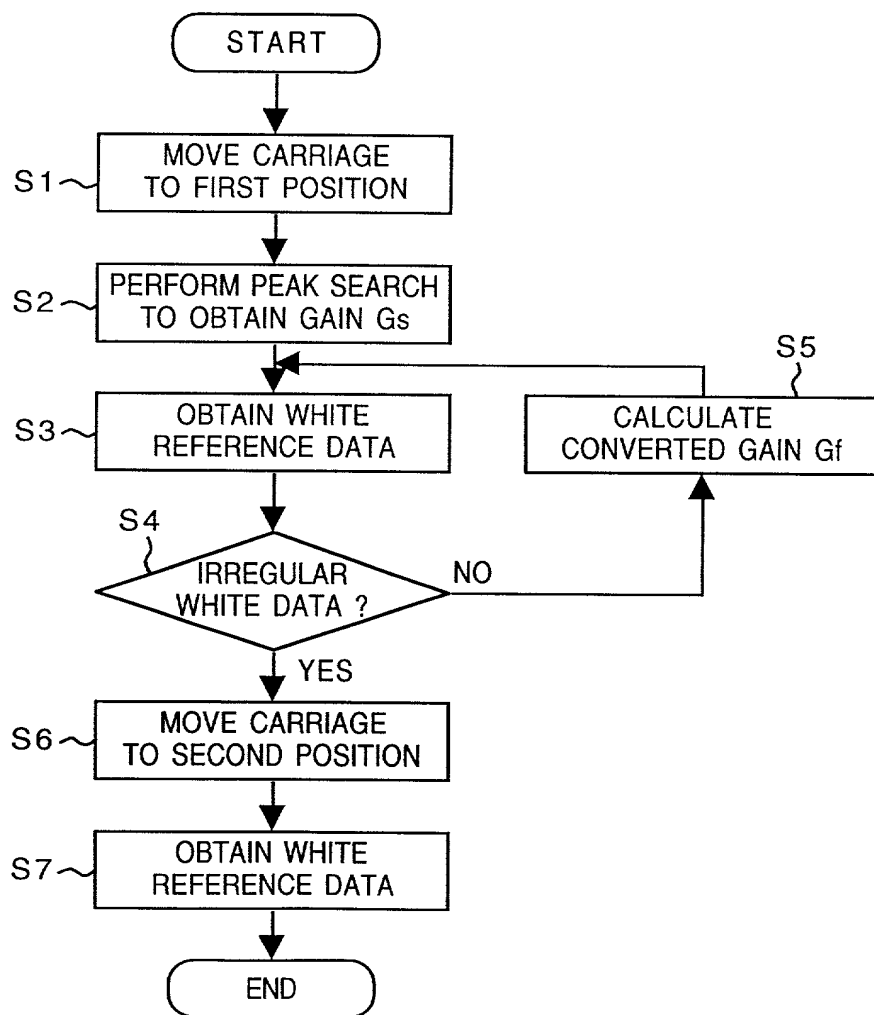 START
S1
MOVE CARRIAGE
TO FIRST POSITION
S2
PERFORM PEAK SEARCH
TO OBTAIN GAIN Gs
S3
OBTAIN WHITE
REFERENCE DATA
S5
CALCULATE
CONVERTED GAIN Gf
S4
IRREGULAR
WHITE DATA ?
NO
YES
S6
MOVE CARRIAGE
TO SECOND POSITION
S7
OBTAIN WHITE
REFERENCE DATA
END